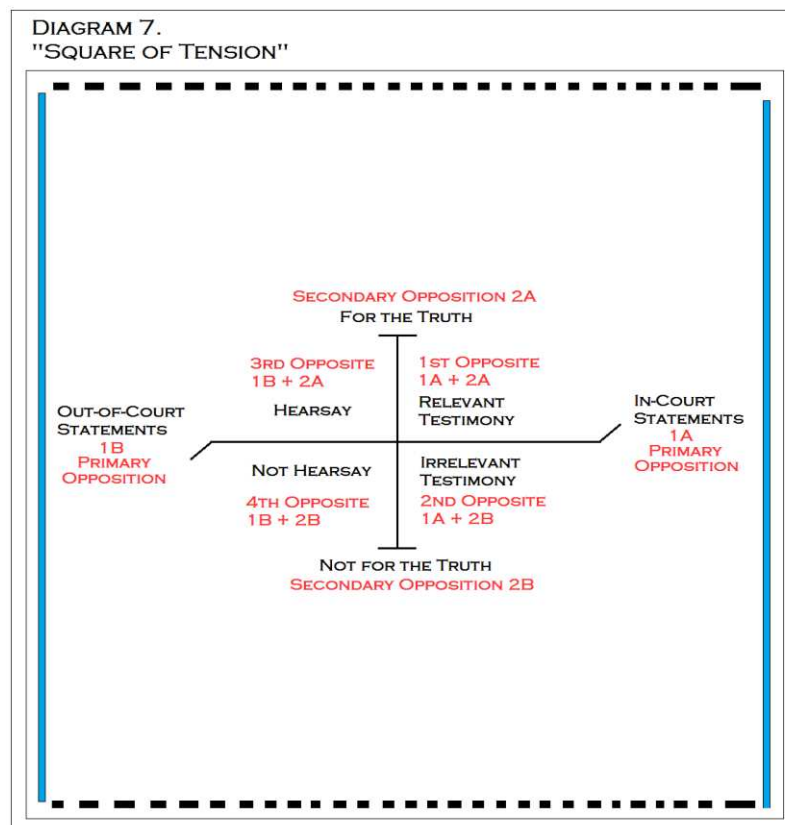 Diagram 7.
"Square of Tension"
Secondary Opposition 2A
For the Truth
3rd Opposite
1B + 2A
Hearsay
1st Opposite
1A + 2A
Relevant
Testimony
Out-of-Court
Statements
1B
Primary
Opposition
In-Court
Statements
1A
Primary
Opposition
Not Hearsay
4th Opposite
1B + 2B
Irrelevant
Testimony
2nd Opposite
1A + 2B
Not for the Truth
Secondary Opposition 2B